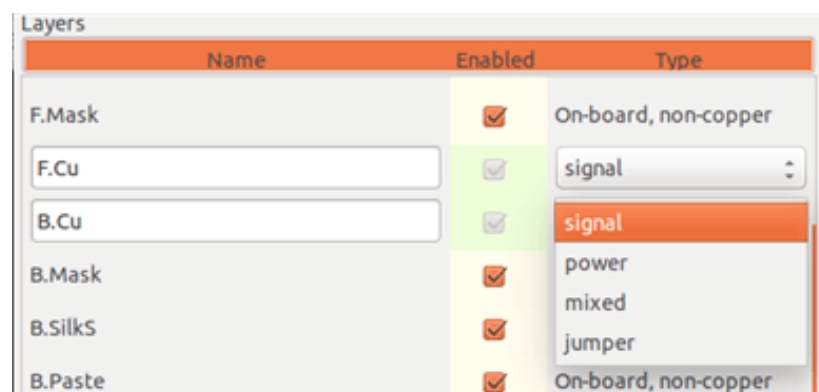 Layers
Name Enabled Type
F.Mask On-board, non-copper
F.Cu signal
B.Cu signal
power
B.Mask
mixed
B.SilkS
jumper
B.Paste On-board, non-copper